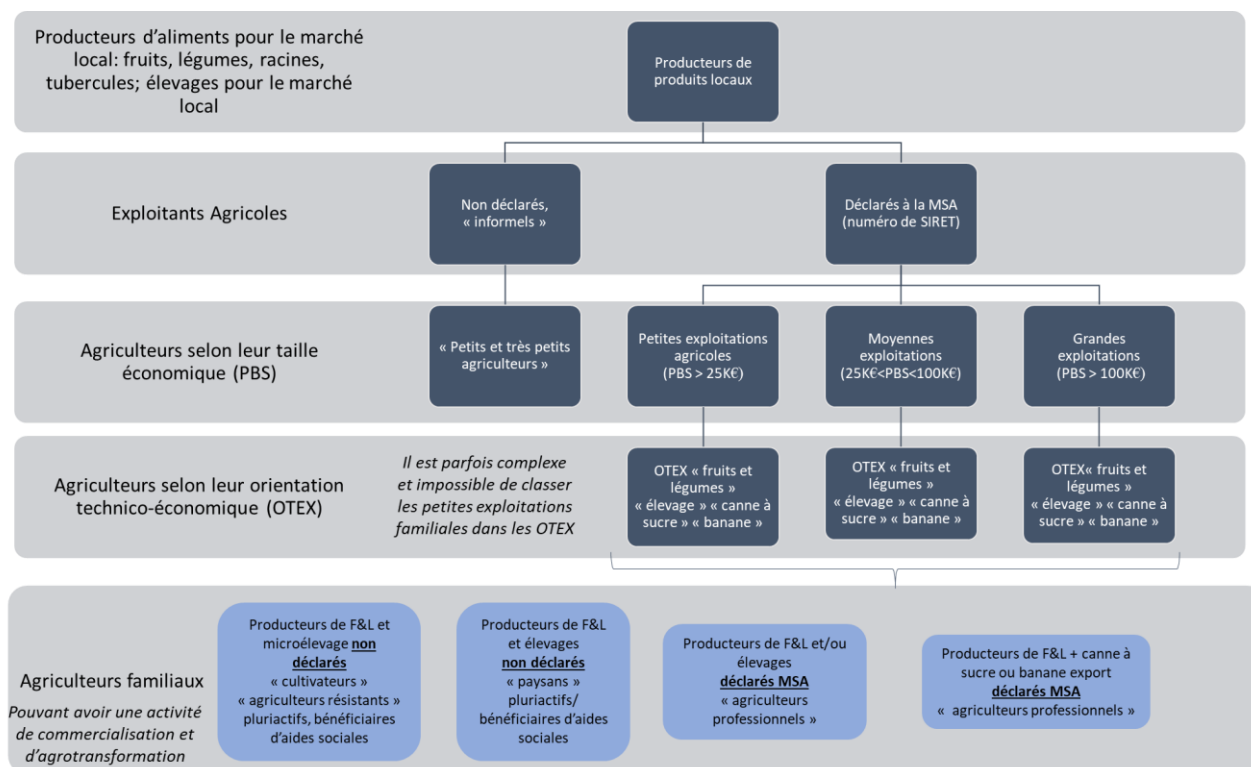 Producteurs d'aliments pour le marché
local: fruits, légumes, racines,
tubercules; élevages pour le marché
local
Producteurs de
produits locaux
Exploitants Agricoles
Non déclarés,
« informels »
Déclarés à la MSA
(numéro de SIRET)
Agriculteurs selon leur taille
économique (PBS)
« Petits et très petits
agriculteurs »
Petites exploitations
agricoles
(PBS > 25K€)
Moyennes
exploitations
(25K€<PBS<100K€)
Grandes
exploitations
(PBS > 100K€)
Agriculteurs selon leur orientation
technico-économique (OTEX)
Il est parfois complexe
et impossible de classer
les petites exploitations
familiales dans les OTEX
OTEX « fruits et
légumes »
« élevage » « canne à
sucre » « banane »
OTEX « fruits et
légumes »
« élevage » « canne à
sucre » « banane »
OTEX« fruits et
légumes »
« élevage » « canne à
sucre » « banane »
Agriculteurs familiaux
Pouvant avoir une activité
de commercialisation et
d'agrotransformation
Producteurs de F&L et
microélevage non
déclarés
« cultivateurs »
« agriculteurs résistants »
pluriactifs, bénéficiaires
d'aides sociales
Producteurs de F&L
et élevages
non déclarés
« paysans »
pluriactifs/
bénéficiaires d'aides
sociales
Producteurs de F&L et/ou
élevages
déclarés MSA
« agriculteurs
professionnels »
Producteurs de F&L + canne à
sucre ou banane export
déclarés MSA
« agriculteurs professionnels »